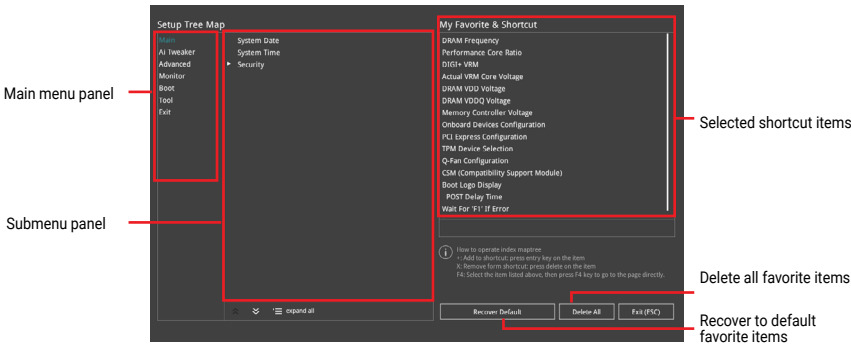 Setup Tree Map
My Favorite & Shortcut
Main
Ai Tweaker
Advanced
Monitor
Boot
Tool
Exit
System Date
System Time
Security
DRAM Frequency
Performance Core Ratio
DIGI+ VRM
Actual VRM Core Voltage
DRAM VDD Voltage
DRAM VDDQ Voltage
Memory Controller Voltage
Onboard Devices Configuration
PCI Express Configuration
TPM Device Selection
Q-Fan Configuration
CSM (Compatibility Support Module)
Boot Logo Display
POST Delay Time
Wait For 'F1' If Error
Main menu panel
Submenu panel
Selected shortcut items
How to operate index maptree
+: Add to shortcut: press entry key on the item
X: Remove form shortcut: press delete on the item
F4: Select the item listed above, then press F4 key to go to the page directly.
expand all
Recover Default
Delete All
Exit (ESC)
Delete all favorite items
Recover to default
favorite items